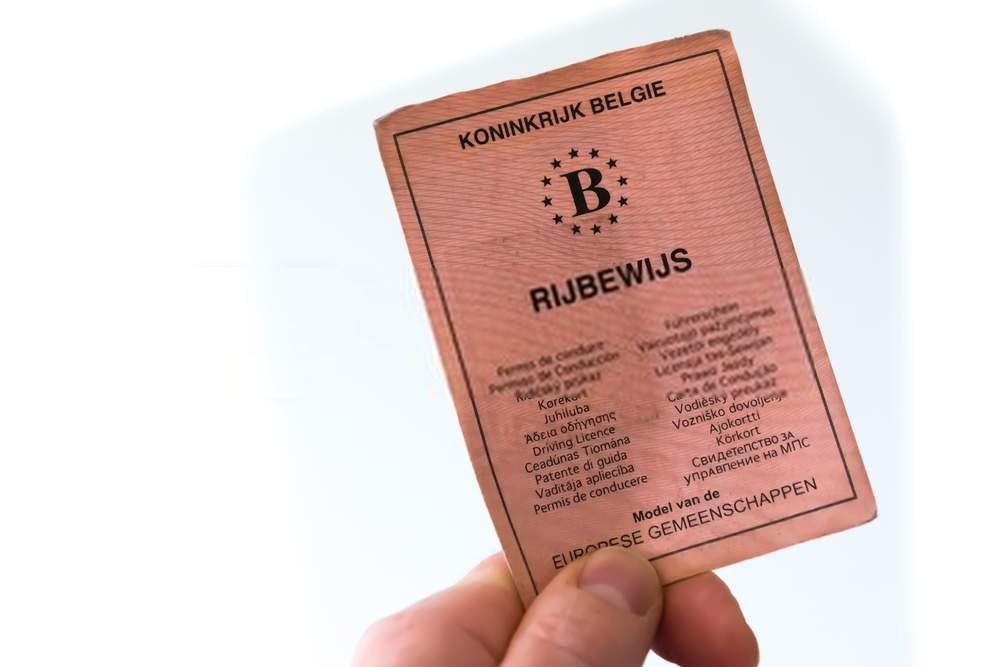 KONINKRIJK BELGIE
B
RIJBEWIJS
Permis de conduire
Permiso de Conducción
Řidičský průkaz
Kørekort
Juhiluba
Άδεια οδήγησης
Driving Licence
Ceadúnas Tiomána
Patente di guida
Vadītāja apliecība
Permis de conducere
Führerschein
Vairuotojo pažymėjimas
Vezetői engedély
Liċenzja tas-Sewqan
Prawo Jazdy
Carta de Condução
Vodičský preukaz
Vozniško dovoljenje
Ajokortti
Körkort
СВИДЕТЕЛСТВО ЗА
управление на МПС
Model van de
EUROPESE GEMEENSCHAPPEN